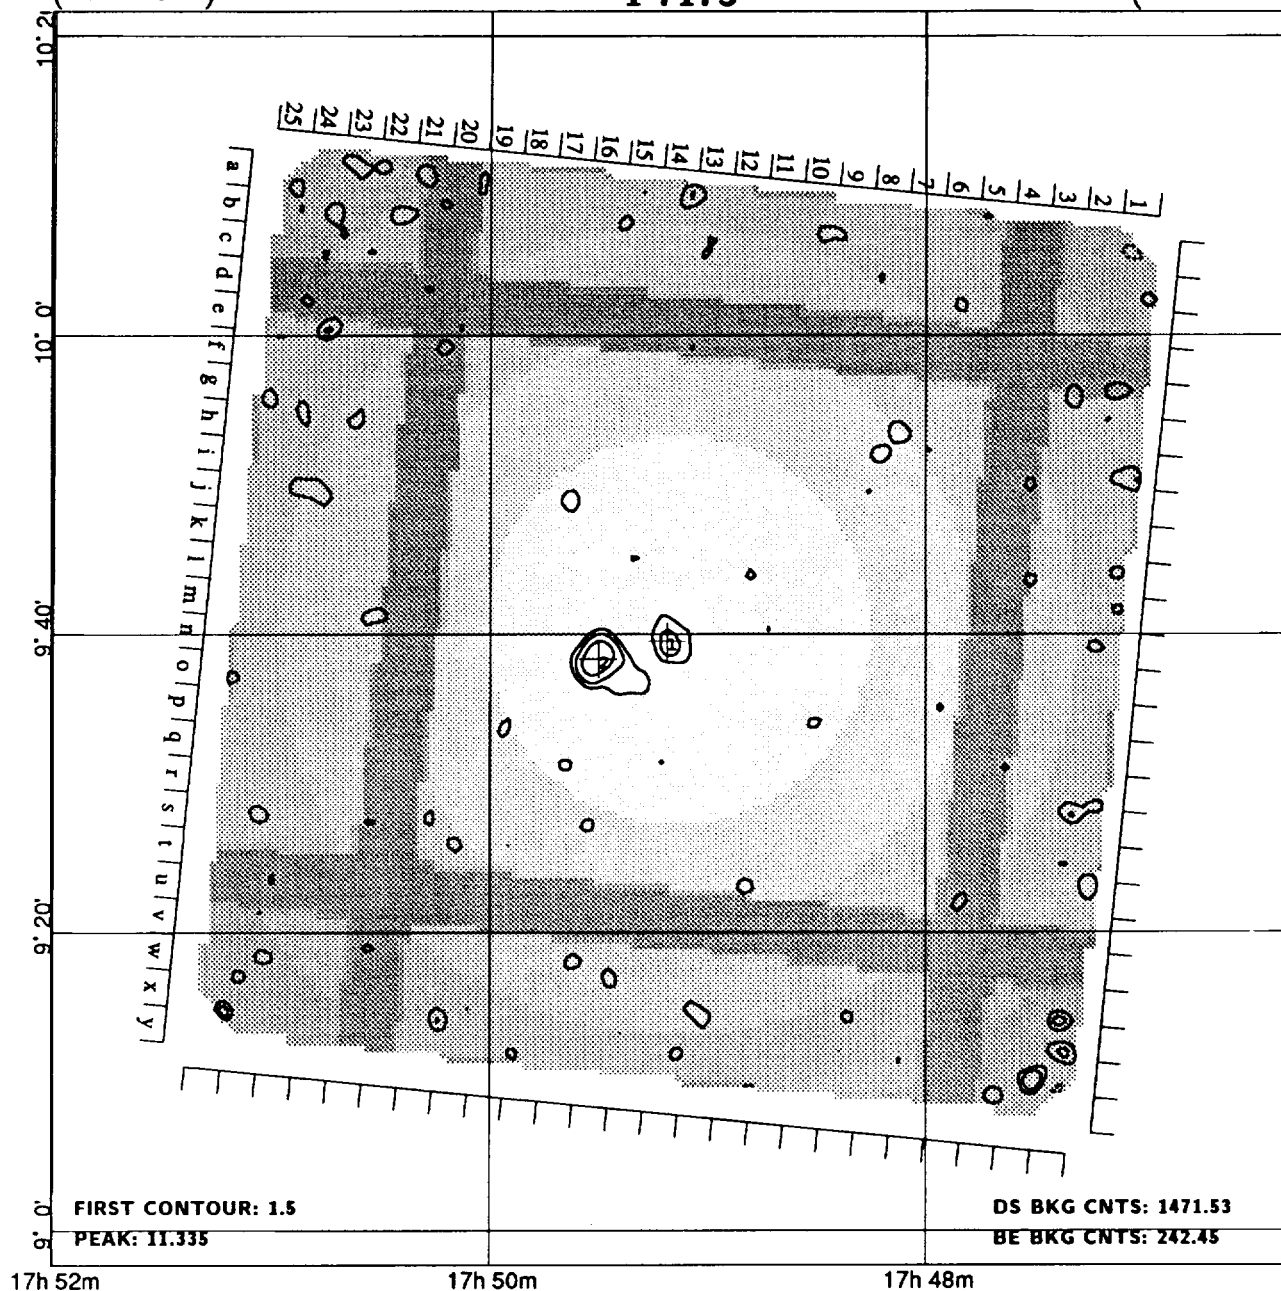 25 24 23 22 21 20 19 18 17 16 15 14 13 12 11 10 9 8 7 6 5 4 3 2 1
a b c d e f g h i j k l m n o p q r s t u v w x y
10° 0'
9° 40'
9° 20'
9° 0'
1
2
FIRST CONTOUR: 1.5
PEAK: 11.335
DS BKG CNTS: 1471.53
BE BKG CNTS: 242.45
17h 52m
17h 50m
17h 48m